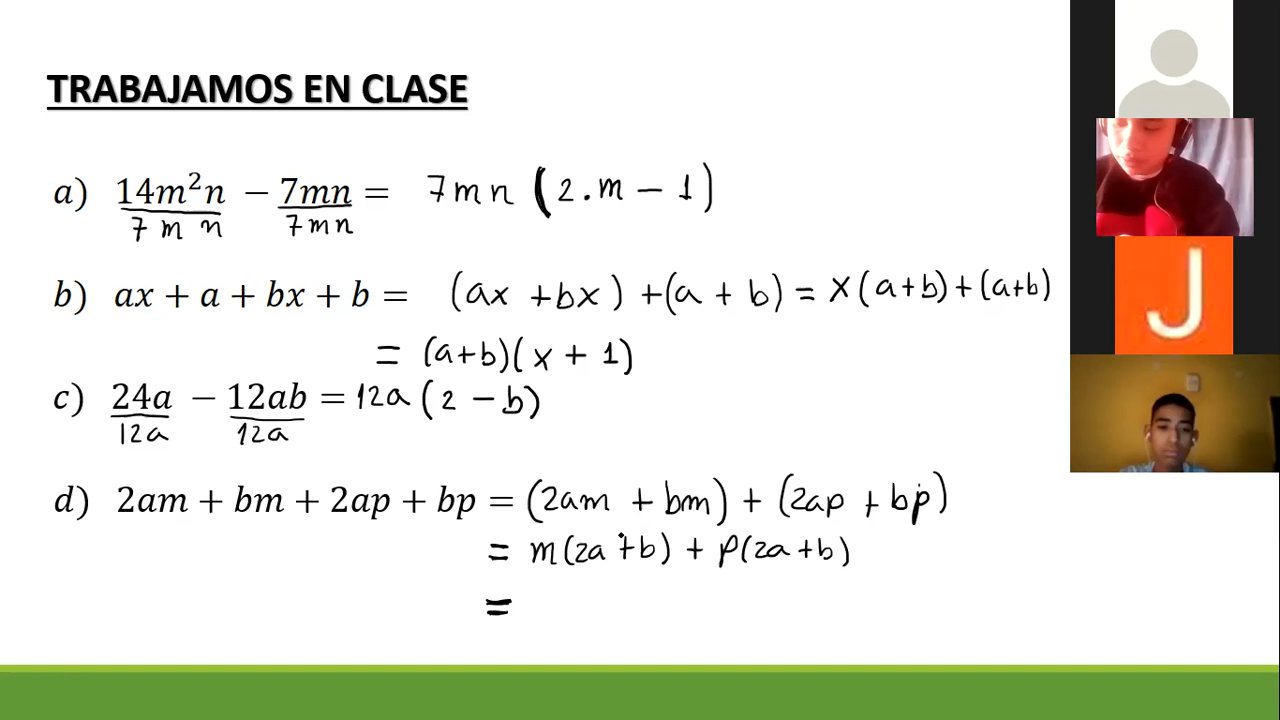 TRABAJAMOS EN CLASE
a) 14m²n − 7mn = 7mn (2.m − 1)
7mn 7mn
b) ax + a + bx + b = (ax + bx) + (a + b) = x(a+b) + (a+b)
= (a+b)(x + 1)
c) 24a − 12ab = 12a (2 − b)
12a 12a
d) 2am + bm + 2ap + bp = (2am + bm) + (2ap + bp)
= m(2a+b) + p(2a+b)
=
J